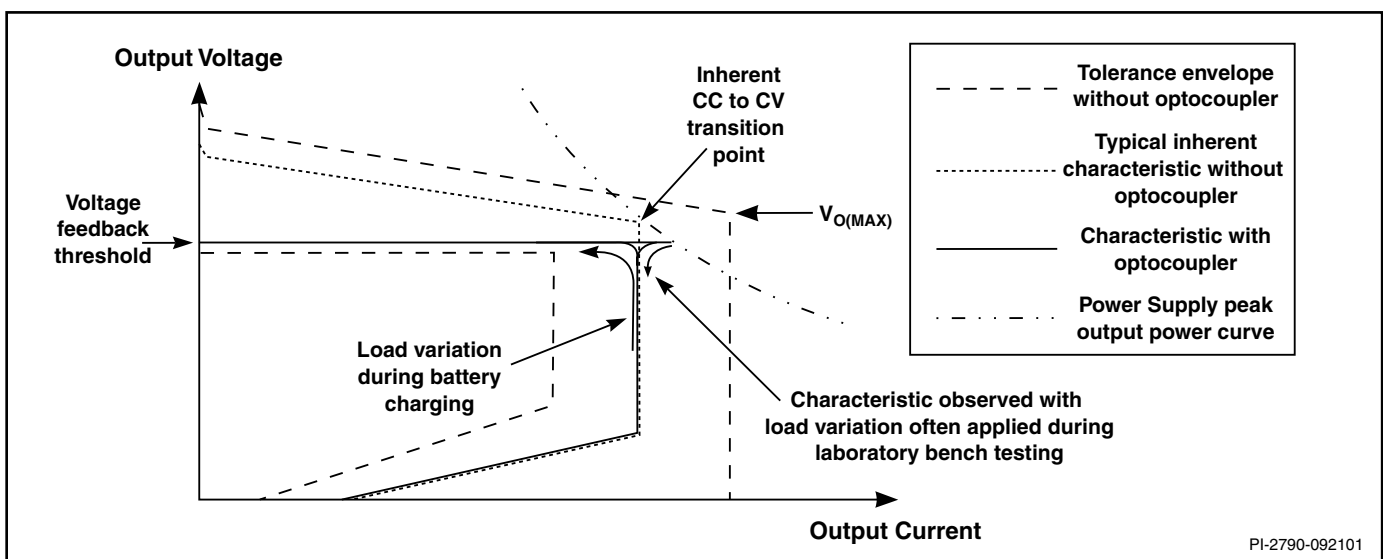 Output Voltage
Inherent
CC to CV
transition
point
Tolerance envelope
without optocoupler
Typical inherent
characteristic without
optocoupler
Characteristic with
optocoupler
Power Supply peak
output power curve
Voltage
feedback
threshold
VO(MAX)
Load variation
during battery
charging
Characteristic observed with
load variation often applied during
laboratory bench testing
Output Current
PI-2790-092101